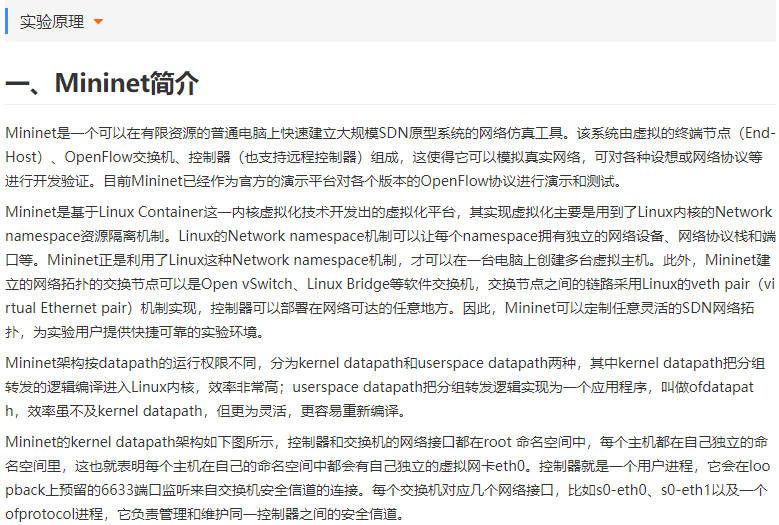 实验原理
一、Mininet简介
Mininet是一个可以在有限资源的普通电脑上快速建立大规模SDN原型系统的网络仿真工具。该系统由虚拟的终端节点（End-
Host）、OpenFlow交换机、控制器（也支持远程控制器）组成，这使得它可以模拟真实网络，可对各种设想或网络协议等
进行开发验证。目前Mininet已经作为官方的演示平台对各个版本的OpenFlow协议进行演示和测试。
Mininet是基于Linux Container这一内核虚拟化技术开发出的虚拟化平台，其实现虚拟化主要是用到了Linux内核的Network
namespace资源隔离机制。Linux的Network namespace机制可以让每个namespace拥有独立的网络设备、网络协议栈和端
口等。Mininet正是利用了Linux这种Network namespace机制，才可以在一台电脑上创建多台虚拟主机。此外，Mininet建
立的网络拓扑的交换节点可以是Open vSwitch、Linux Bridge等软件交换机，交换节点之间的链路采用Linux的veth pair（vi
rtual Ethernet pair）机制实现，控制器可以部署在网络可达的任意地方。因此，Mininet可以定制任意灵活的SDN网络拓
扑，为实验用户提供快捷可靠的实验环境。
Mininet架构按datapath的运行权限不同，分为kernel datapath和userspace datapath两种，其中kernel datapath把分组
转发的逻辑编译进入Linux内核，效率非常高；userspace datapath把分组转发逻辑实现为一个应用程序，叫做ofdatapat
h，效率虽不及kernel datapath，但更为灵活，更容易重新编译。
Mininet的kernel datapath架构如下图所示，控制器和交换机的网络接口都在root 命名空间中，每个主机都在自己独立的命
名空间里，这也就表明每个主机在自己的命名空间中都会有自己独立的虚拟网卡eth0。控制器就是一个用户进程，它会在loo
pback上预留的6633端口监听来自交换机安全信道的连接。每个交换机对应几个网络接口，比如s0-eth0、s0-eth1以及一个
ofprotocol进程，它负责管理和维护同一控制器之间的安全信道。